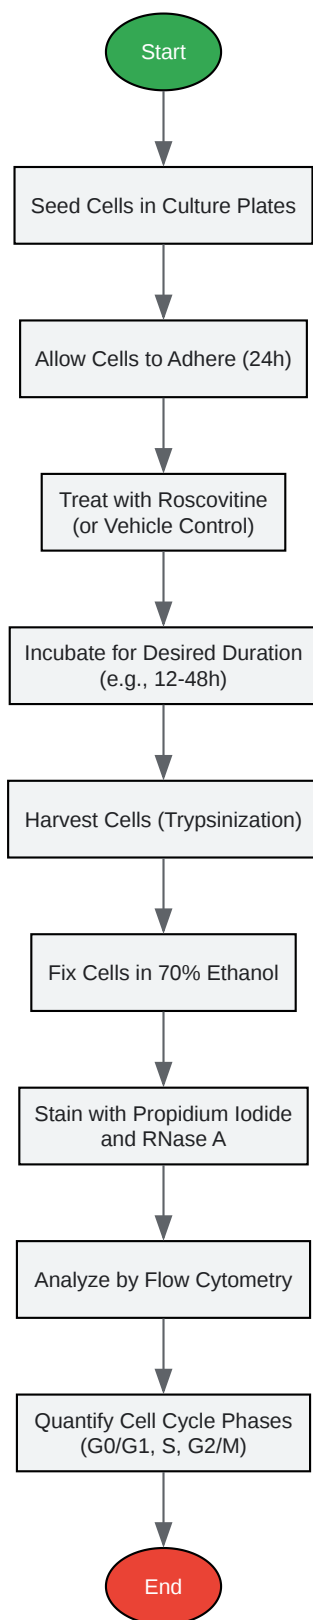 Start
Seed Cells in Culture Plates
Allow Cells to Adhere (24h)
Treat with Roscovitine
(or Vehicle Control)
Incubate for Desired Duration
(e.g., 12-48h)
Harvest Cells (Trypsinization)
Fix Cells in 70% Ethanol
Stain with Propidium Iodide
and RNase A
Analyze by Flow Cytometry
Quantify Cell Cycle Phases
(G0/G1, S, G2/M)
End